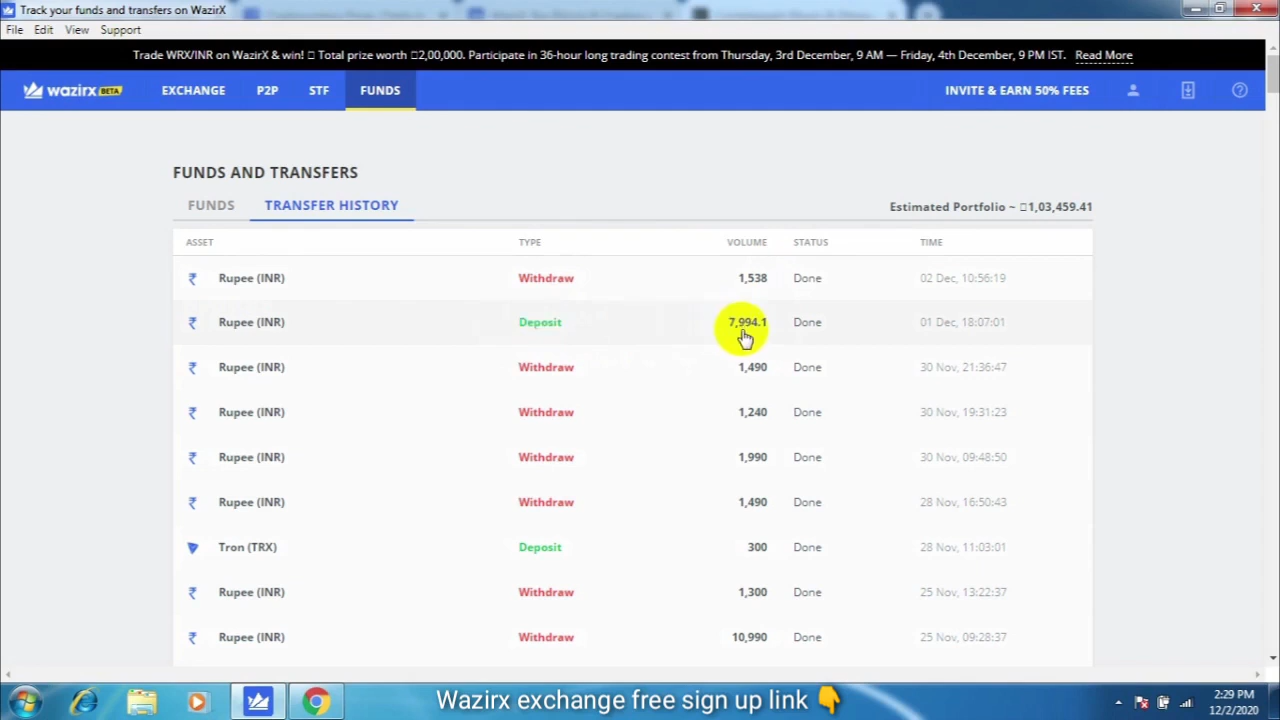 Track your funds and transfers on WazirX
File Edit View Support
Trade WRX/INR on WazirX & win! Total prize worth 2,00,000. Participate in 36-hour long trading contest from Thursday, 3rd December, 9 AM — Friday, 4th December, 9 PM IST. Read More
wazirx BETA EXCHANGE P2P STF FUNDS INVITE & EARN 50% FEES
FUNDS AND TRANSFERS
FUNDS TRANSFER HISTORY Estimated Portfolio ~ 1,03,459.41
ASSET TYPE VOLUME STATUS TIME
₹ Rupee (INR) Withdraw 1,538 Done 02 Dec, 10:56:19
₹ Rupee (INR) Deposit 7,994.1 Done 01 Dec, 18:07:01
₹ Rupee (INR) Withdraw 1,490 Done 30 Nov, 21:36:47
₹ Rupee (INR) Withdraw 1,240 Done 30 Nov, 19:31:23
₹ Rupee (INR) Withdraw 1,990 Done 30 Nov, 09:48:50
₹ Rupee (INR) Withdraw 1,490 Done 28 Nov, 16:50:43
Tron (TRX) Deposit 300 Done 28 Nov, 11:03:01
₹ Rupee (INR) Withdraw 1,300 Done 25 Nov, 13:22:37
₹ Rupee (INR) Withdraw 10,990 Done 25 Nov, 09:28:37
Wazirx exchange free sign up link 👇
2:29 PM
12/2/2020